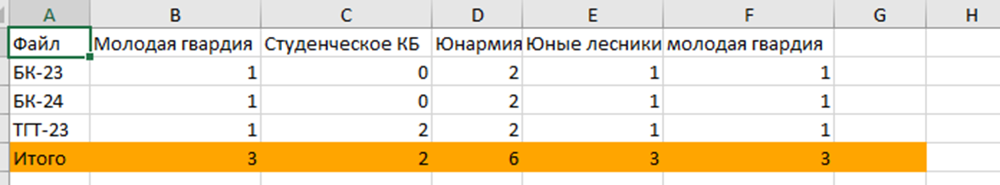 A B C D E F G H
Файл Молодая гвардия Студенческое КБ Юнармия Юные лесники молодая гвардия
БК-23 1 0 2 1 1
БК-24 1 0 2 1 1
ТГТ-23 1 2 2 1 1
Итого 3 2 6 3 3